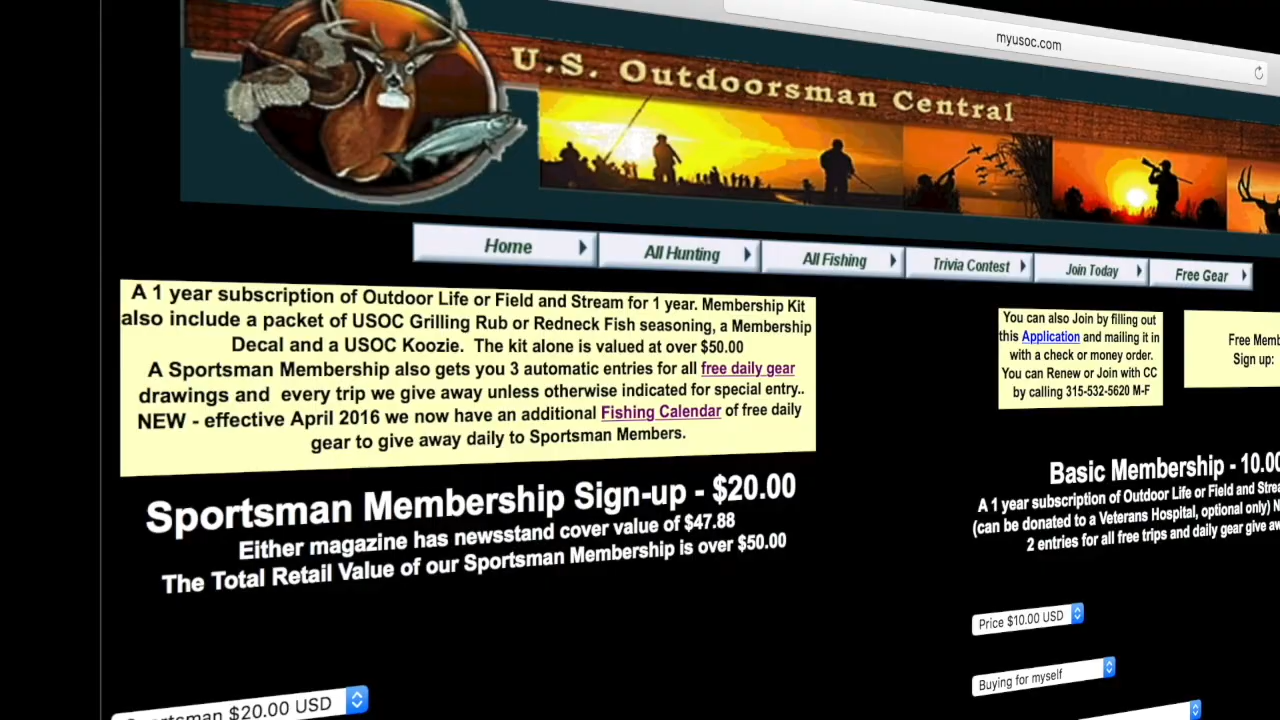 myusoc.com
U.S. Outdoorsman Central
Home
All Hunting
All Fishing
Trivia Contest
Join Today
Free Gear
A 1 year subscription of Outdoor Life or Field and Stream for 1 year. Membership Kit
also include a packet of USOC Grilling Rub or Redneck Fish seasoning, a Membership
Decal and a USOC Koozie. The kit alone is valued at over $50.00
A Sportsman Membership also gets you 3 automatic entries for all free daily gear
drawings and every trip we give away unless otherwise indicated for special entry..
NEW - effective April 2016 we now have an additional Fishing Calendar of free daily
gear to give away daily to Sportsman Members.
You can also Join by filling out
this Application and mailing it in
with a check or money order.
You can Renew or Join with CC
by calling 315-532-5620 M-F
Free Memb
Sign up:
Sportsman Membership Sign-up - $20.00
Either magazine has newsstand cover value of $47.88
The Total Retail Value of our Sportsman Membership is over $50.00
Basic Membership - 10.00
A 1 year subscription of Outdoor Life or Field and Strea
(can be donated to a Veterans Hospital, optional only) N
2 entries for all free trips and daily gear give aw
Price $10.00 USD
Buying for myself
Sportsman $20.00 USD